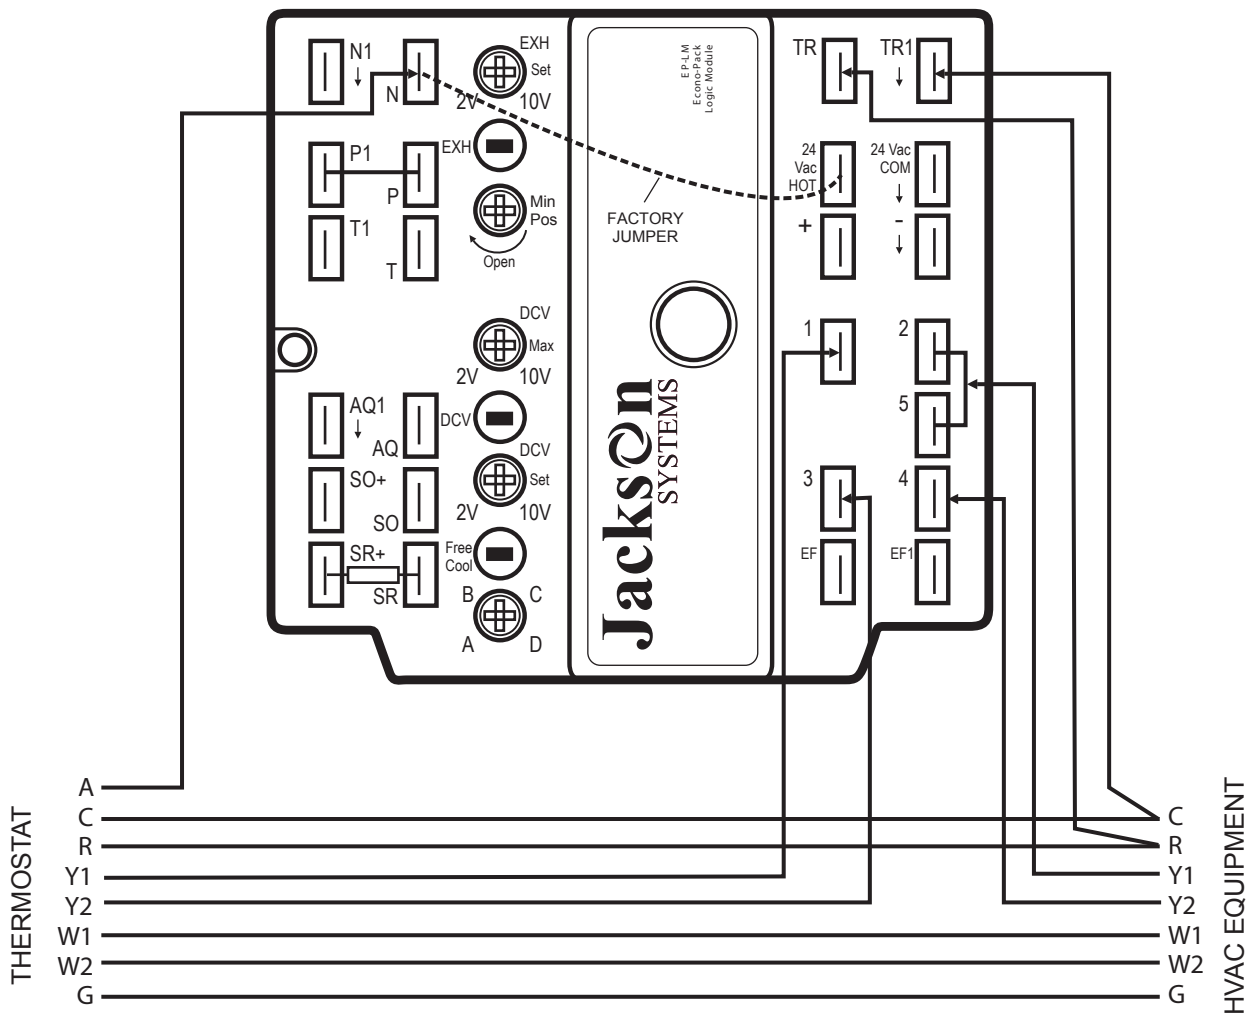 N1
N
EXH
Set
2V 10V
EXH
P1
P
Min
Pos
Open
T1
T
DCV
Max
2V 10V
AQ1
AQ
DCV
DCV
Set
2V 10V
SO+
SO
Free
Cool
SR+
SR
B C
A D
EP-LM
Econo-Pack
Logic Module
FACTORY
JUMPER
Jackson
SYSTEMS
TR
TR1
24
Vac
HOT
24 Vac
COM
+
-
1
2
5
3
4
EF
EF1
THERMOSTAT
A
C
R
Y1
Y2
W1
W2
G
C
R
Y1
Y2
W1
W2
G
HVAC EQUIPMENT